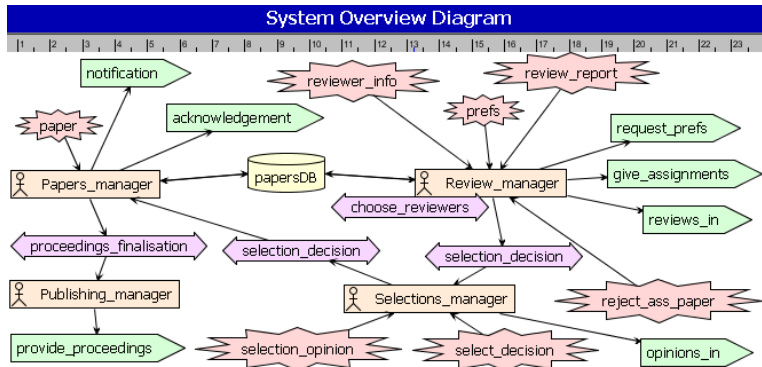 System Overview Diagram
1 2 3 4 5 6 7 8 9 10 11 12 13 14 15 16 17 18 19 20 21 22 23
notification
reviewer_info
review_report
paper
acknowledgement
prefs
request_prefs
Papers_manager
papersDB
Review_manager
give_assignments
choose_reviewers
reviews_in
proceedings_finalisation
selection_decision
selection_decision
Publishing_manager
Selections_manager
reject_ass_paper
provide_proceedings
selection_opinion
select_decision
opinions_in